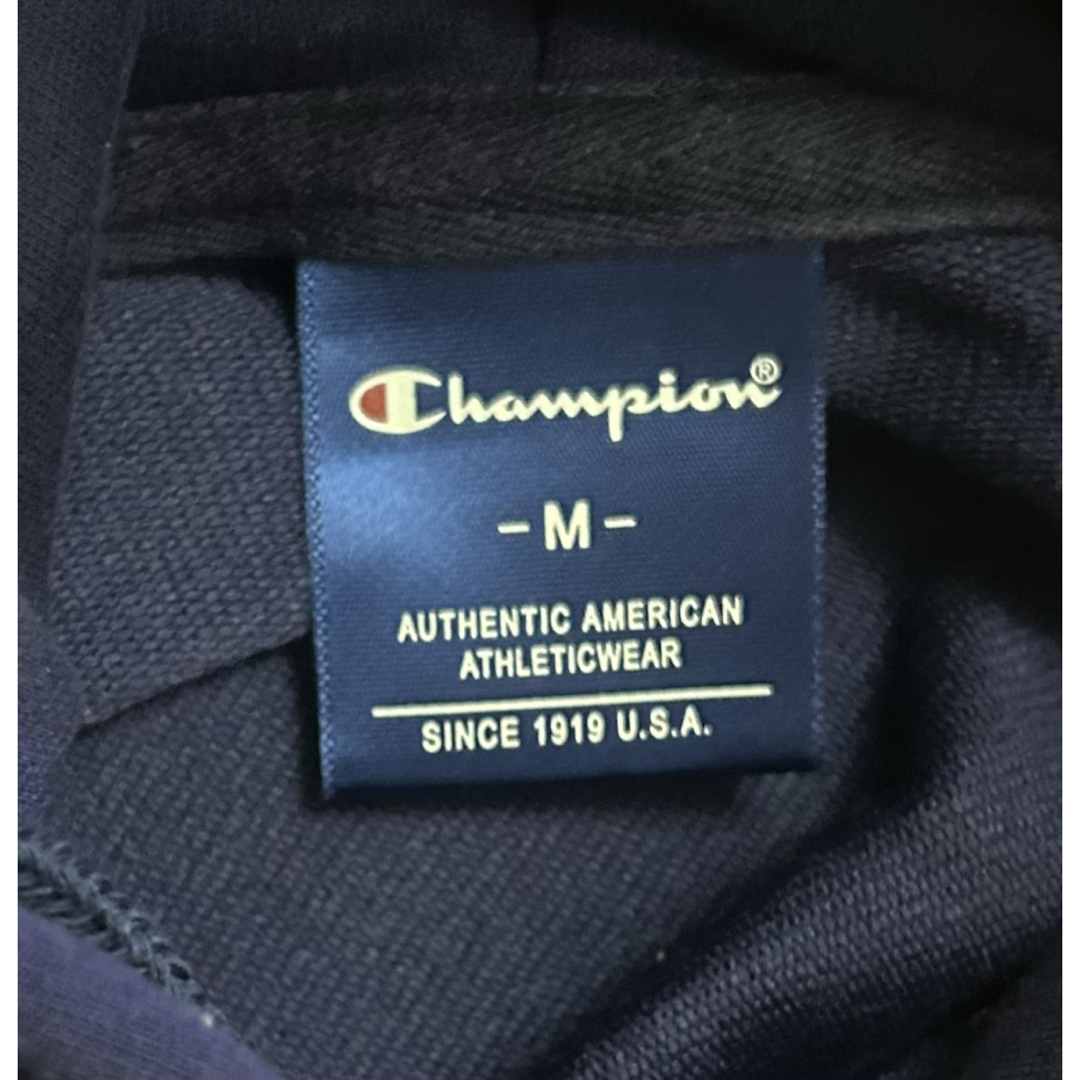 Champion®
- M -
AUTHENTIC AMERICAN
ATHLETICWEAR
SINCE 1919 U.S.A.